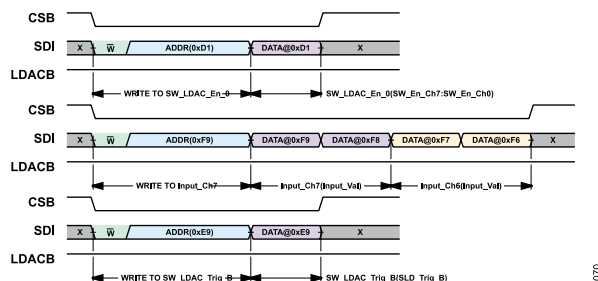 CSB
SDI X W ADDR(0xD1) DATA@0xD1 X
LDACB
WRITE TO SW_LDAC_En_0 SW_LDAC_En_0(SW_En_Ch7:SW_En_Ch0)
CSB
SDI X W ADDR(0xF9) DATA@0xF9 DATA@0xF8 DATA@0xF7 DATA@0xF6 X
LDACB
WRITE TO Input_Ch7 Input_Ch7(Input_Val) Input_Ch6(Input_Val)
CSB
SDI X W ADDR(0xE9) DATA@0xE9 X
LDACB
WRITE TO SW_LDAC_Trig_B SW_LDAC_Trig_B(SLD_Trig_B)
070